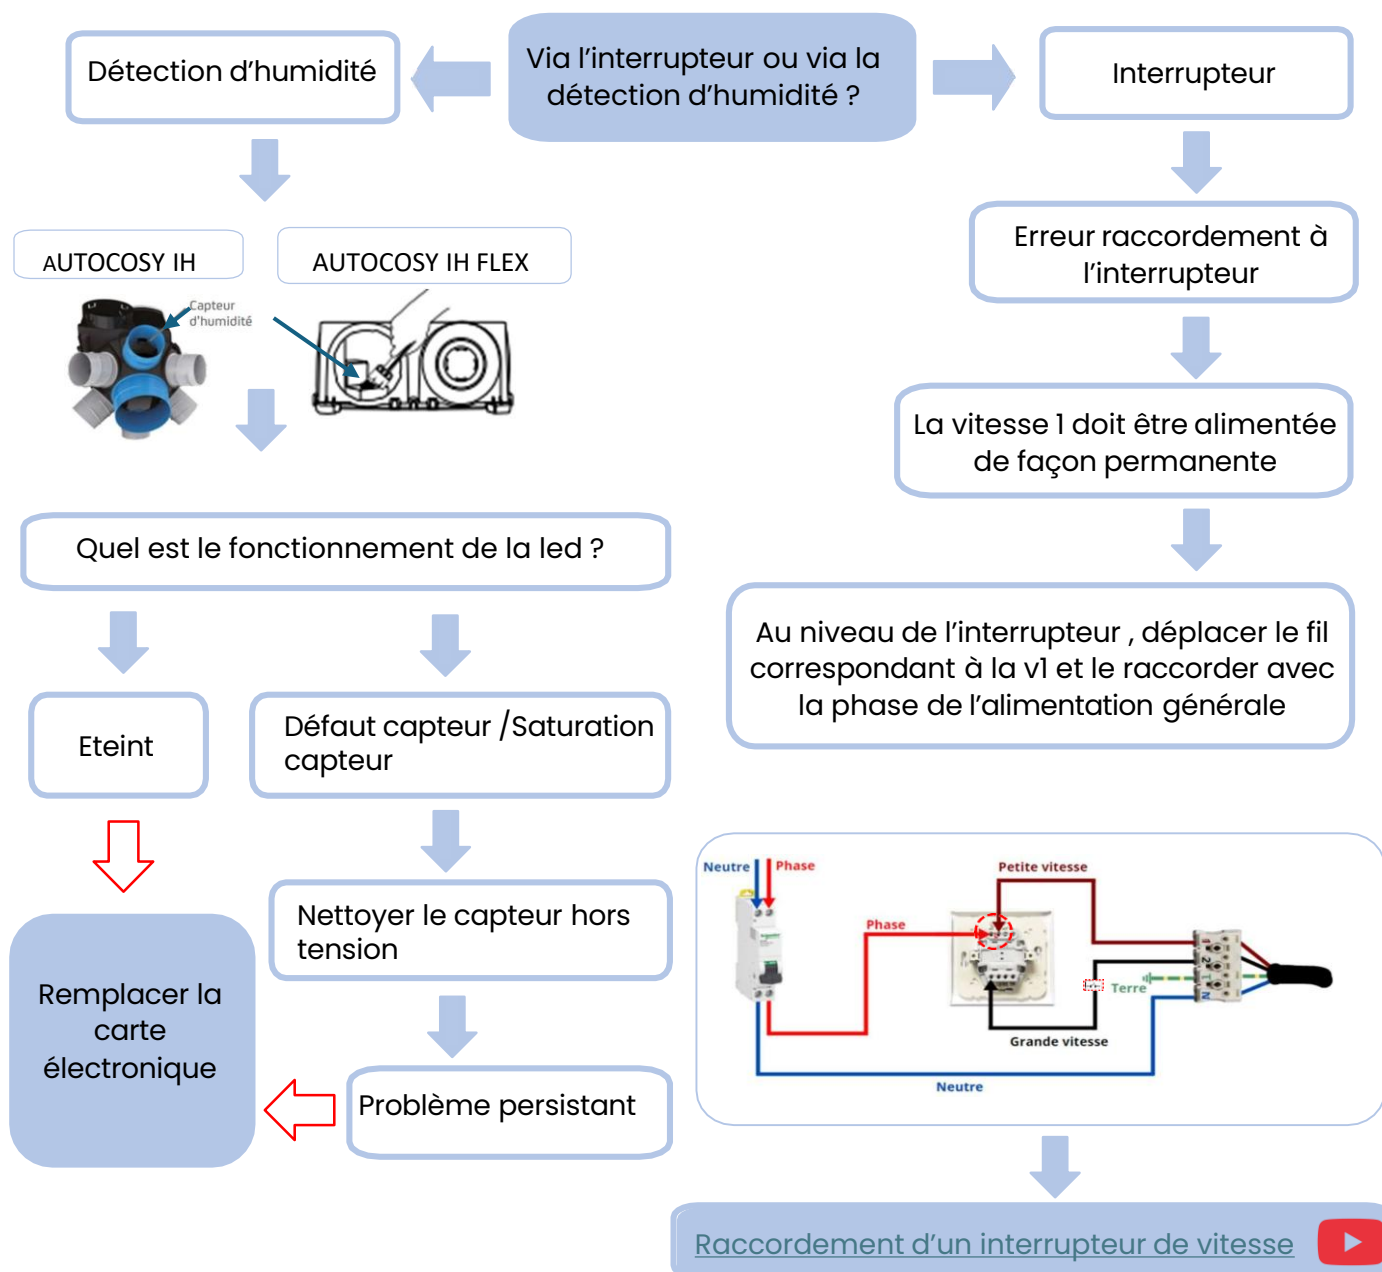 Via l’interrupteur ou via la
détection d’humidité ?
Détection d’humidité
Interrupteur
AUTOCOSY IH
AUTOCOSY IH FLEX
Capteur
d'humidité
Erreur raccordement à
l’interrupteur
La vitesse 1 doit être alimentée
de façon permanente
Quel est le fonctionnement de la led ?
Au niveau de l’interrupteur , déplacer le fil
correspondant à la v1 et le raccorder avec
la phase de l’alimentation générale
Eteint
Défaut capteur /Saturation
capteur
Nettoyer le capteur hors
tension
Remplacer la
carte
électronique
Problème persistant
Neutre
Phase
Petite vitesse
Phase
2
T
N
Terre
Grande vitesse
Neutre
Raccordement d’un interrupteur de vitesse